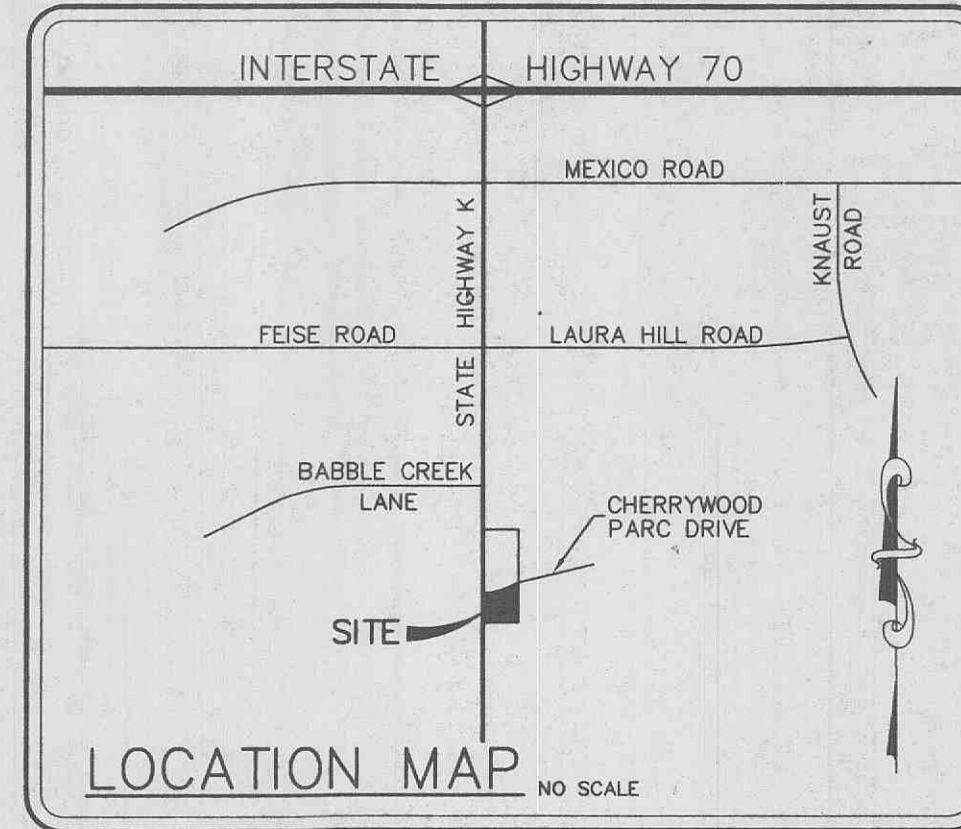 INTERSTATE HIGHWAY 70
MEXICO ROAD
KNAUST
ROAD
STATE HIGHWAY K
FEISE ROAD
LAURA HILL ROAD
BABBLE CREEK
LANE
CHERRYWOOD
PARC DRIVE
SITE
LOCATION MAP NO SCALE